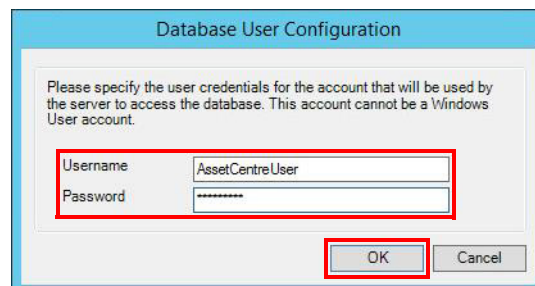 Database User Configuration
Please specify the user credentials for the account that will be used by
the server to access the database. This account cannot be a Windows
User account.
Username AssetCentreUser
Password *********
OK Cancel